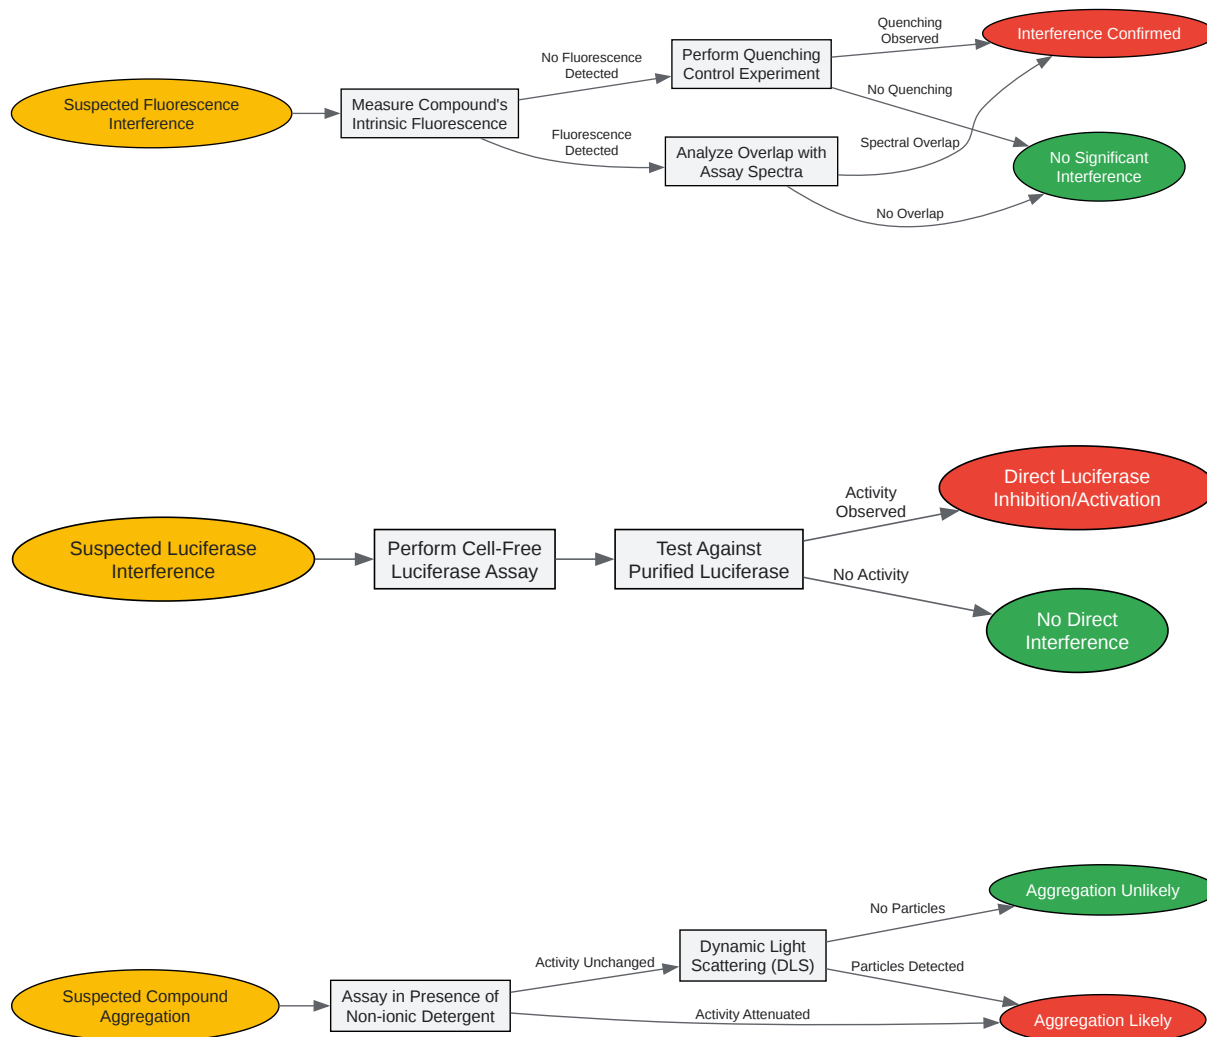 Suspected Fluorescence
Interference
Measure Compound's
Intrinsic Fluorescence
No Fluorescence
Detected
Fluorescence
Detected
Perform Quenching
Control Experiment
Analyze Overlap with
Assay Spectra
Quenching
Observed
No Quenching
Spectral Overlap
No Overlap
Interference Confirmed
No Significant
Interference
Suspected Luciferase
Interference
Perform Cell-Free
Luciferase Assay
Test Against
Purified Luciferase
Activity
Observed
No Activity
Direct Luciferase
Inhibition/Activation
No Direct
Interference
Suspected Compound
Aggregation
Assay in Presence of
Non-ionic Detergent
Activity Unchanged
Activity Attenuated
Dynamic Light
Scattering (DLS)
No Particles
Particles Detected
Aggregation Unlikely
Aggregation Likely